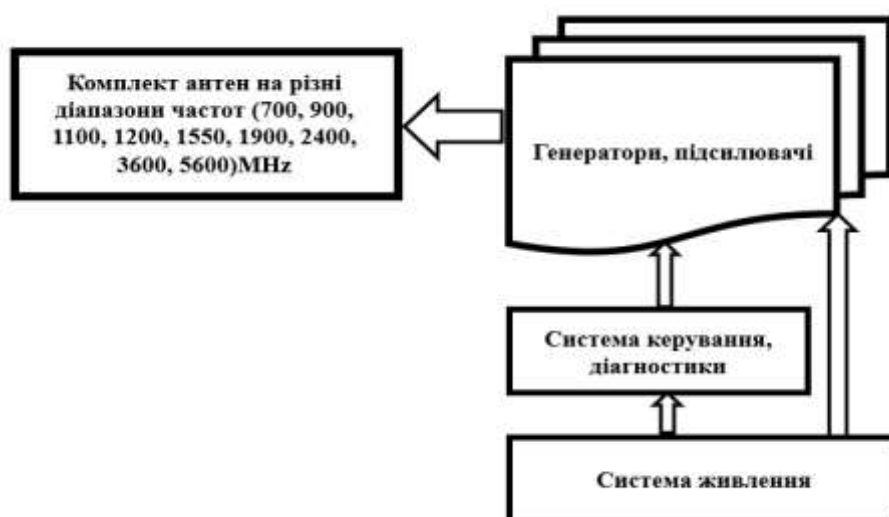 Комплект антен на різні
діапазони частот (700, 900,
1100, 1200, 1550, 1900, 2400,
3600, 5600)MHz
Генератори, підсилювачі
Система керування,
діагностики
Система живлення